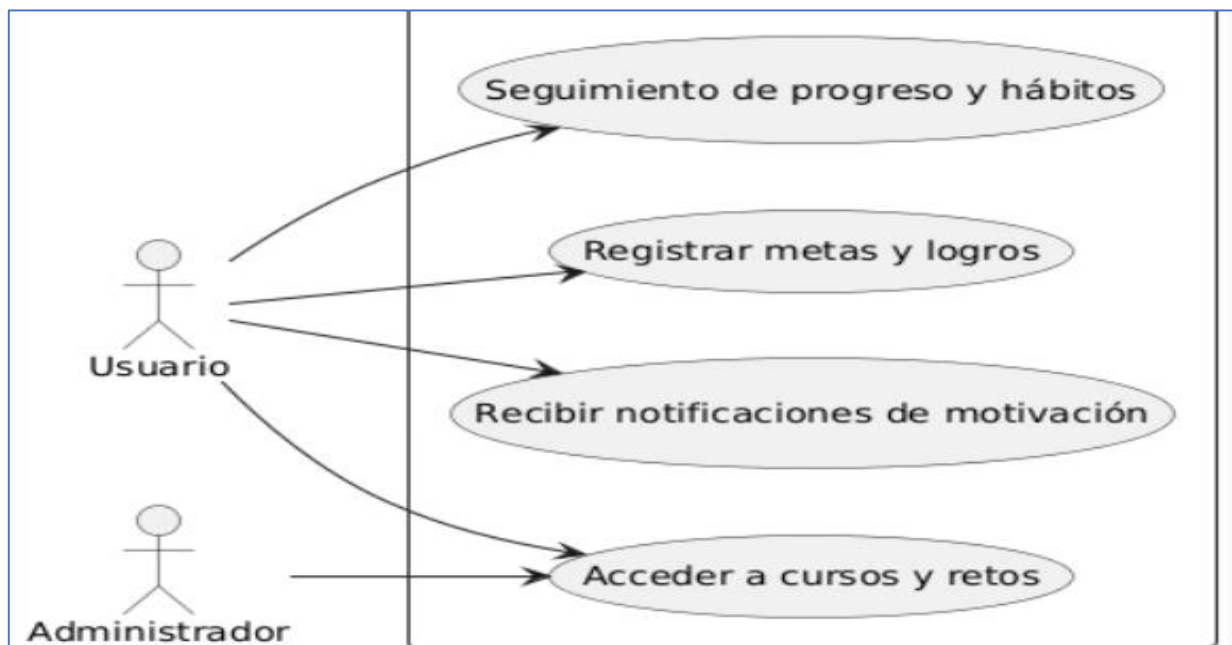 Seguimiento de progreso y hábitos
Registrar metas y logros
Usuario
Recibir notificaciones de motivación
Acceder a cursos y retos
Administrador